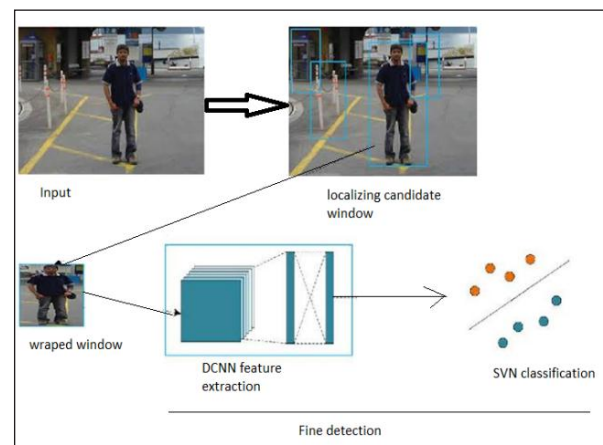 Input
localizing candidate
window
wraped window
DCNN feature
extraction
SVN classification
Fine detection